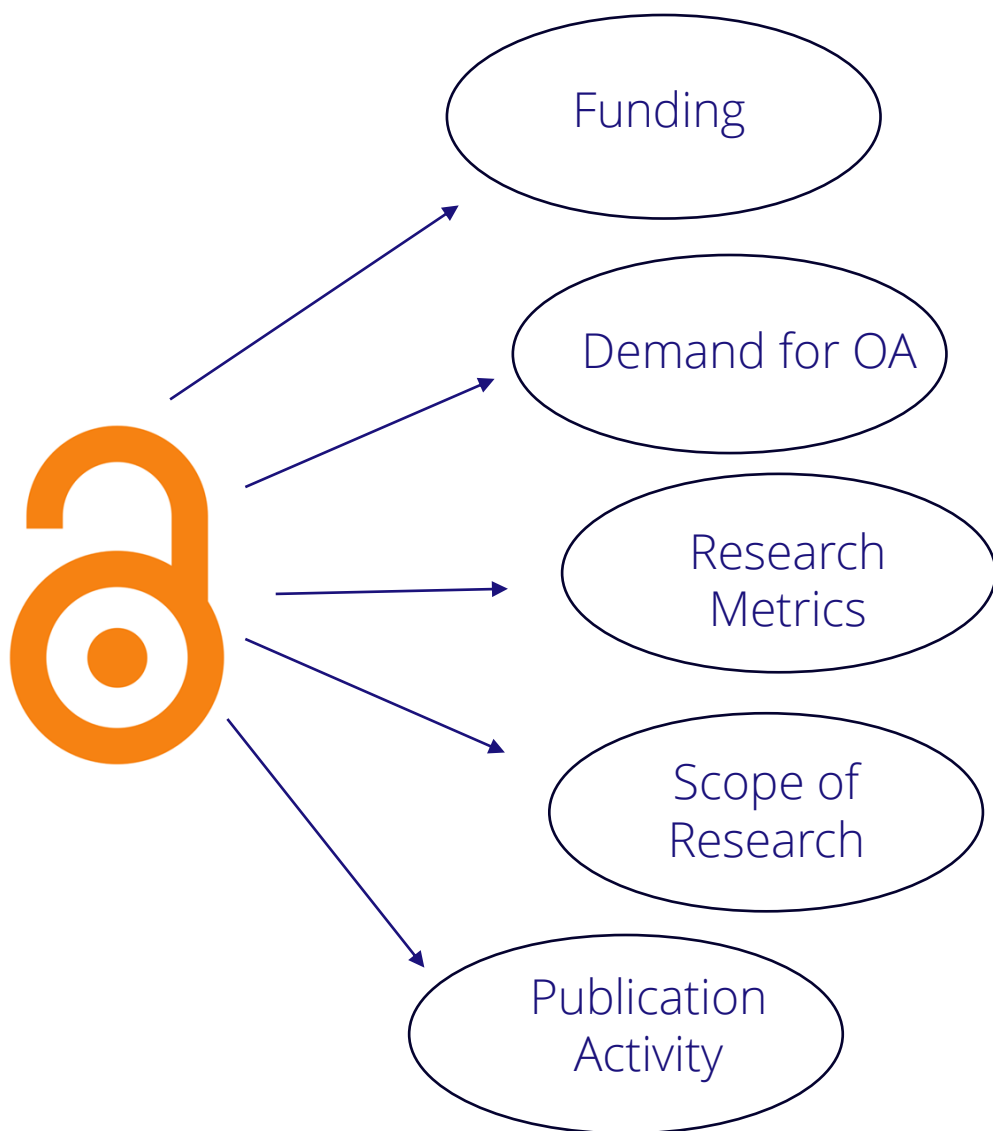 Funding
Demand for OA
Research
Metrics
Scope of
Research
Publication
Activity